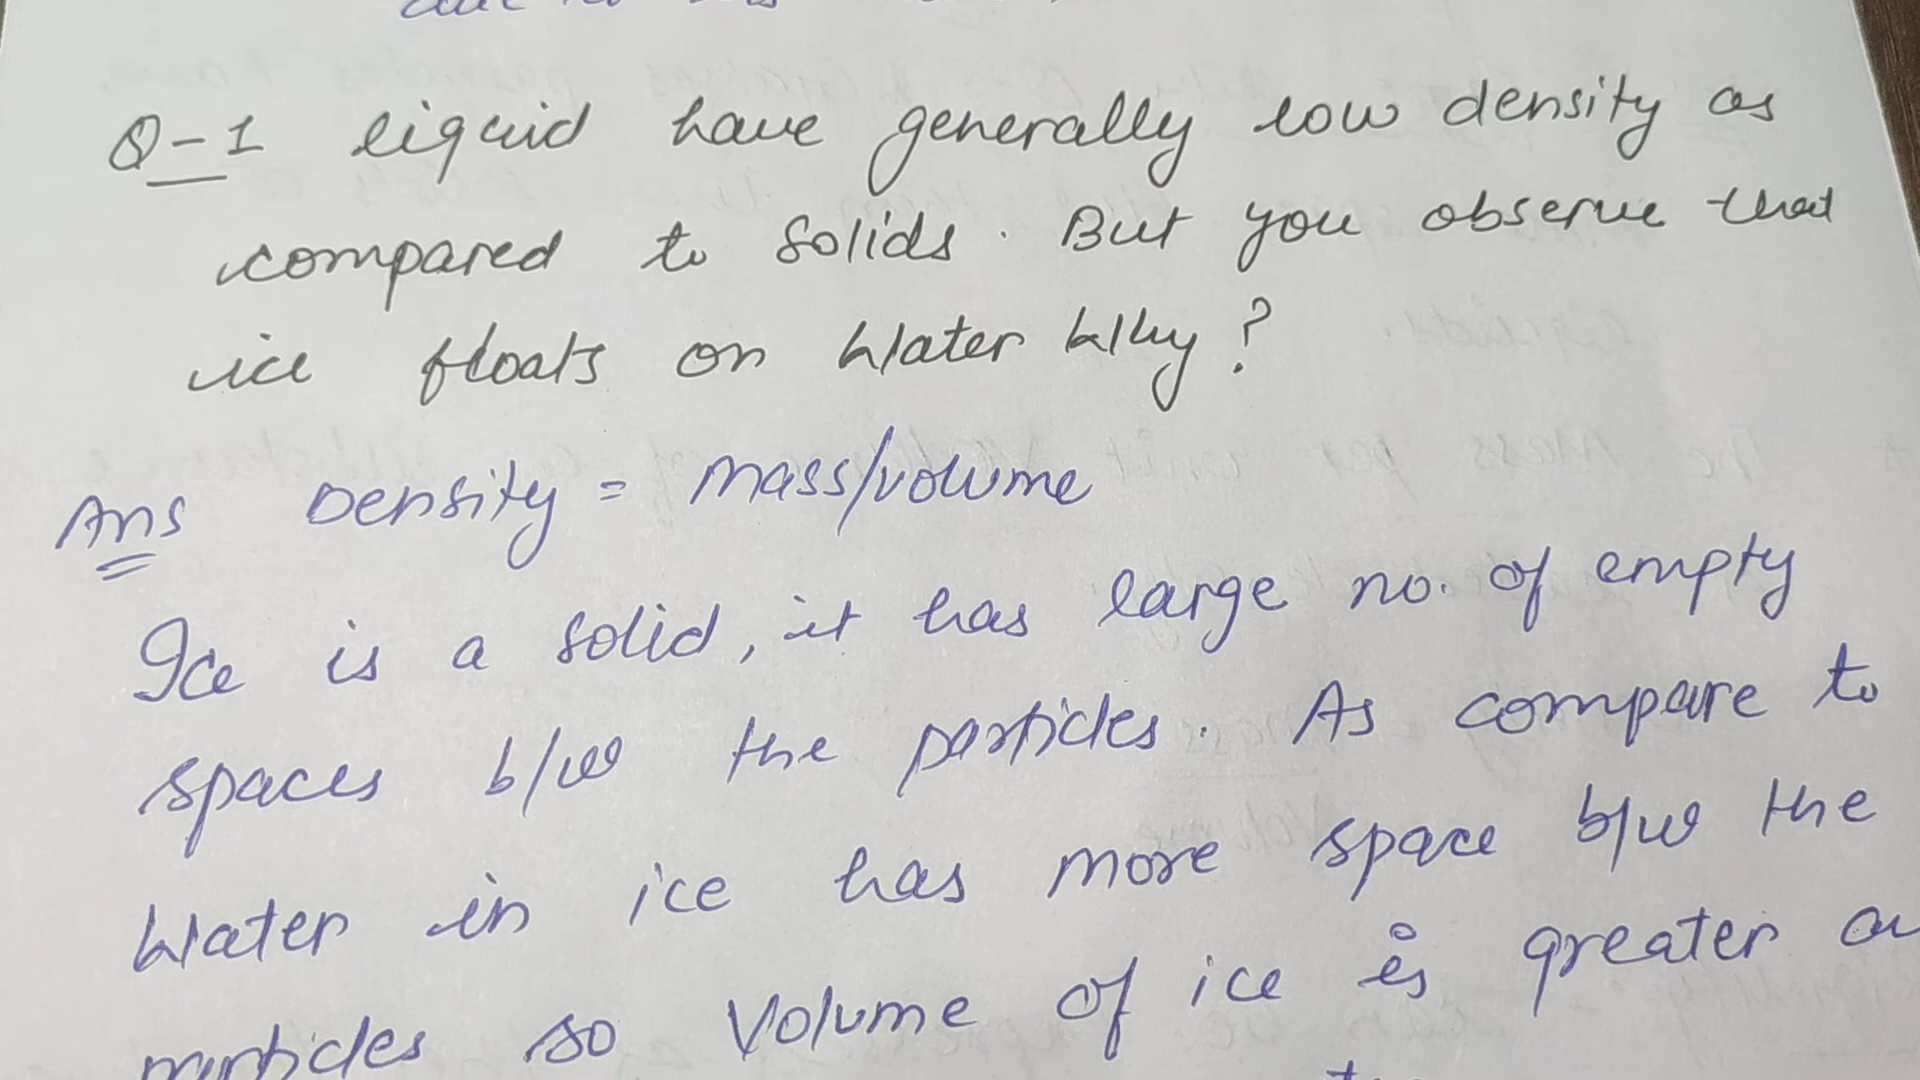 Q-1 liquid have generally low density as
compared to solids. But you observe that
ice floats on Water Why?
Ans Density = mass/volume
Ice is a solid, it has large no. of empty
spaces b/w the particles. As compare to
Water in ice has more space b/w the
particles so Volume of ice is greater